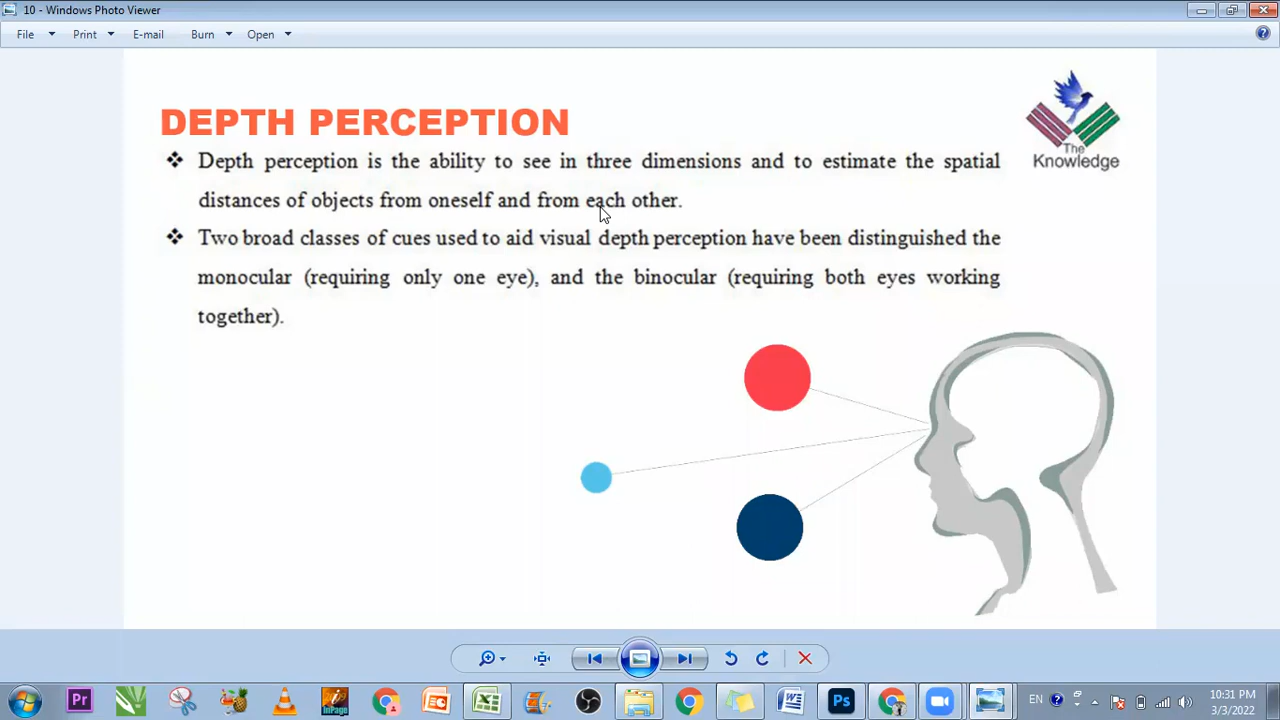 10 - Windows Photo Viewer
File Print E-mail Burn Open
DEPTH PERCEPTION
The
Knowledge
❖ Depth perception is the ability to see in three dimensions and to estimate the spatial
distances of objects from oneself and from each other.
❖ Two broad classes of cues used to aid visual depth perception have been distinguished the
monocular (requiring only one eye), and the binocular (requiring both eyes working
together).
Pr
InPage
W
Ps
EN
10:31 PM
3/3/2022